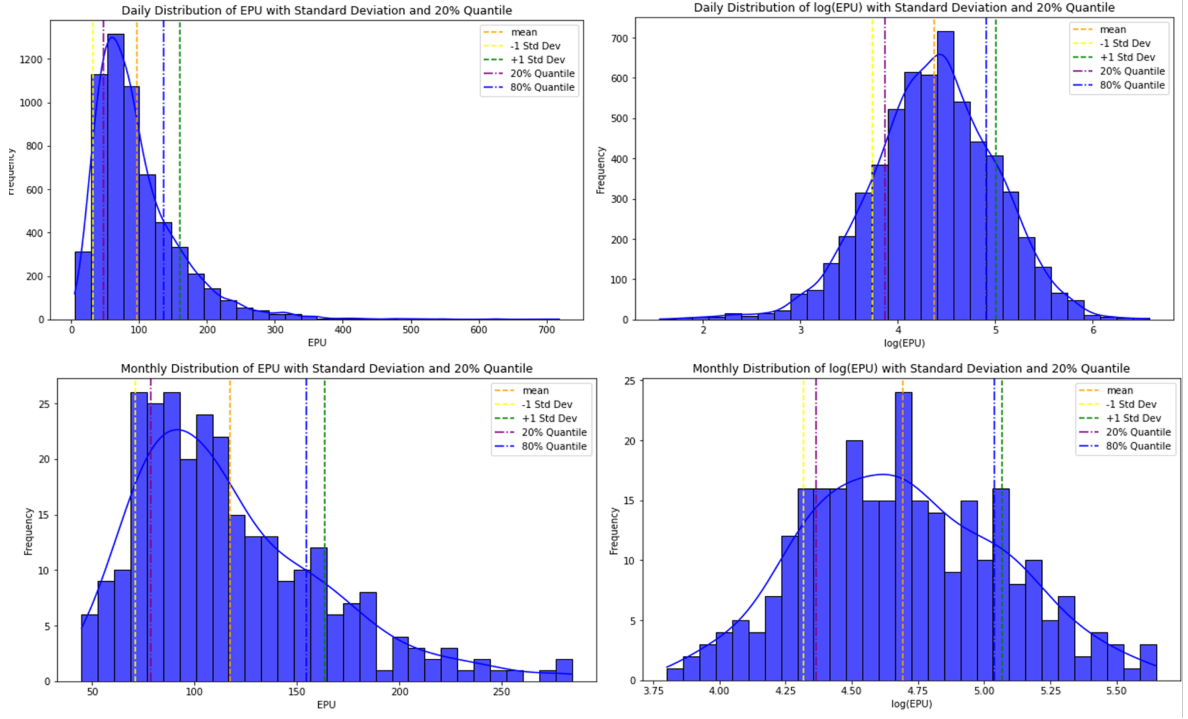 Daily Distribution of EPU with Standard Deviation and 20% Quantile
mean
-1 Std Dev
+1 Std Dev
20% Quantile
80% Quantile
Frequency
1200
1000
800
600
400
200
0
0 100 200 300 400 500 600 700
EPU
Daily Distribution of log(EPU) with Standard Deviation and 20% Quantile
mean
-1 Std Dev
+1 Std Dev
20% Quantile
80% Quantile
Frequency
700
600
500
400
300
200
100
0
2 3 4 5 6
log(EPU)
Monthly Distribution of EPU with Standard Deviation and 20% Quantile
mean
-1 Std Dev
+1 Std Dev
20% Quantile
80% Quantile
Frequency
25
20
15
10
5
0
50 100 150 200 250
EPU
Monthly Distribution of log(EPU) with Standard Deviation and 20% Quantile
mean
-1 Std Dev
+1 Std Dev
20% Quantile
80% Quantile
Frequency
25
20
15
10
5
0
3.75 4.00 4.25 4.50 4.75 5.00 5.25 5.50
log(EPU)